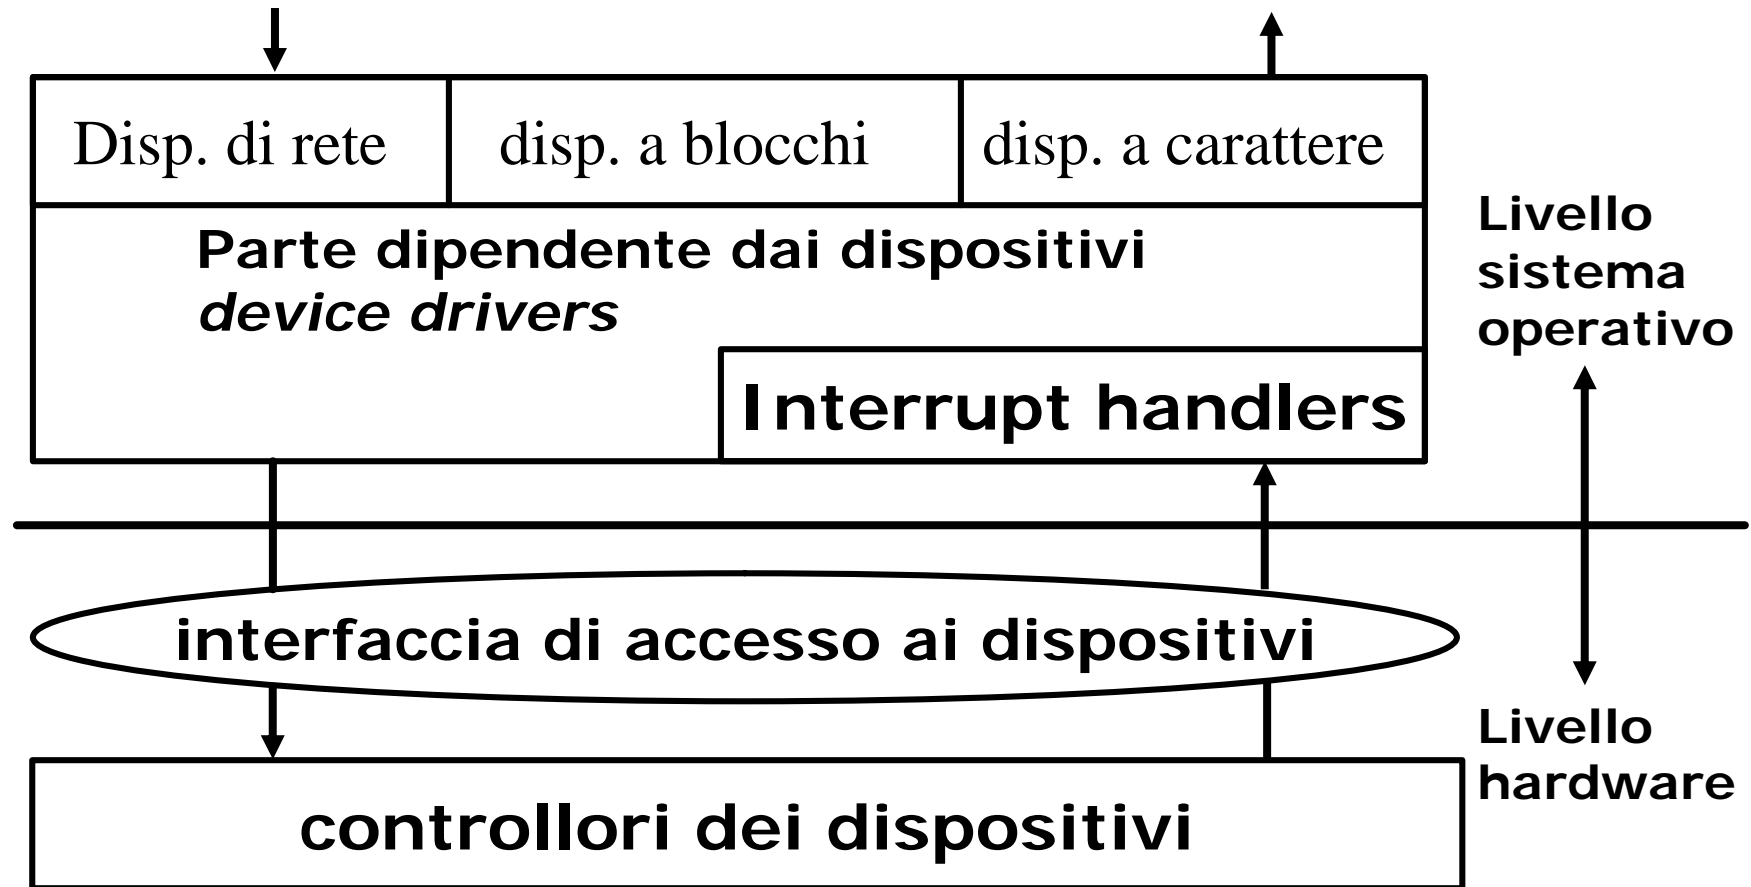 Disp. di rete
disp. a blocchi
disp. a carattere
Parte dipendente dai dispositivi
device drivers
Interrupt handlers
Livello
sistema
operativo
interfaccia di accesso ai dispositivi
Livello
hardware
controllori dei dispositivi